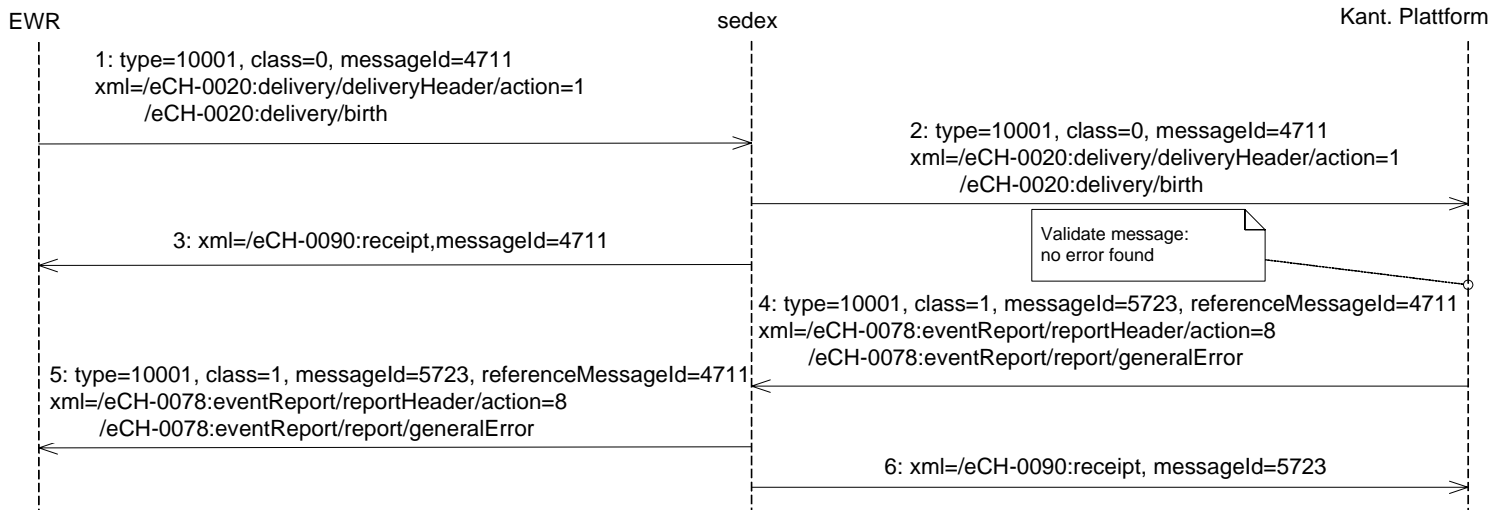 EWR
sedex
Kant. Plattform
1: type=10001, class=0, messageId=4711
xml=/eCH-0020:delivery/deliveryHeader/action=1
/eCH-0020:delivery/birth
2: type=10001, class=0, messageId=4711
xml=/eCH-0020:delivery/deliveryHeader/action=1
/eCH-0020:delivery/birth
3: xml=/eCH-0090:receipt,messageId=4711
Validate message:
no error found
4: type=10001, class=1, messageId=5723, referenceMessageId=4711
xml=/eCH-0078:eventReport/reportHeader/action=8
/eCH-0078:eventReport/report/generalError
5: type=10001, class=1, messageId=5723, referenceMessageId=4711
xml=/eCH-0078:eventReport/reportHeader/action=8
/eCH-0078:eventReport/report/generalError
6: xml=/eCH-0090:receipt, messageId=5723